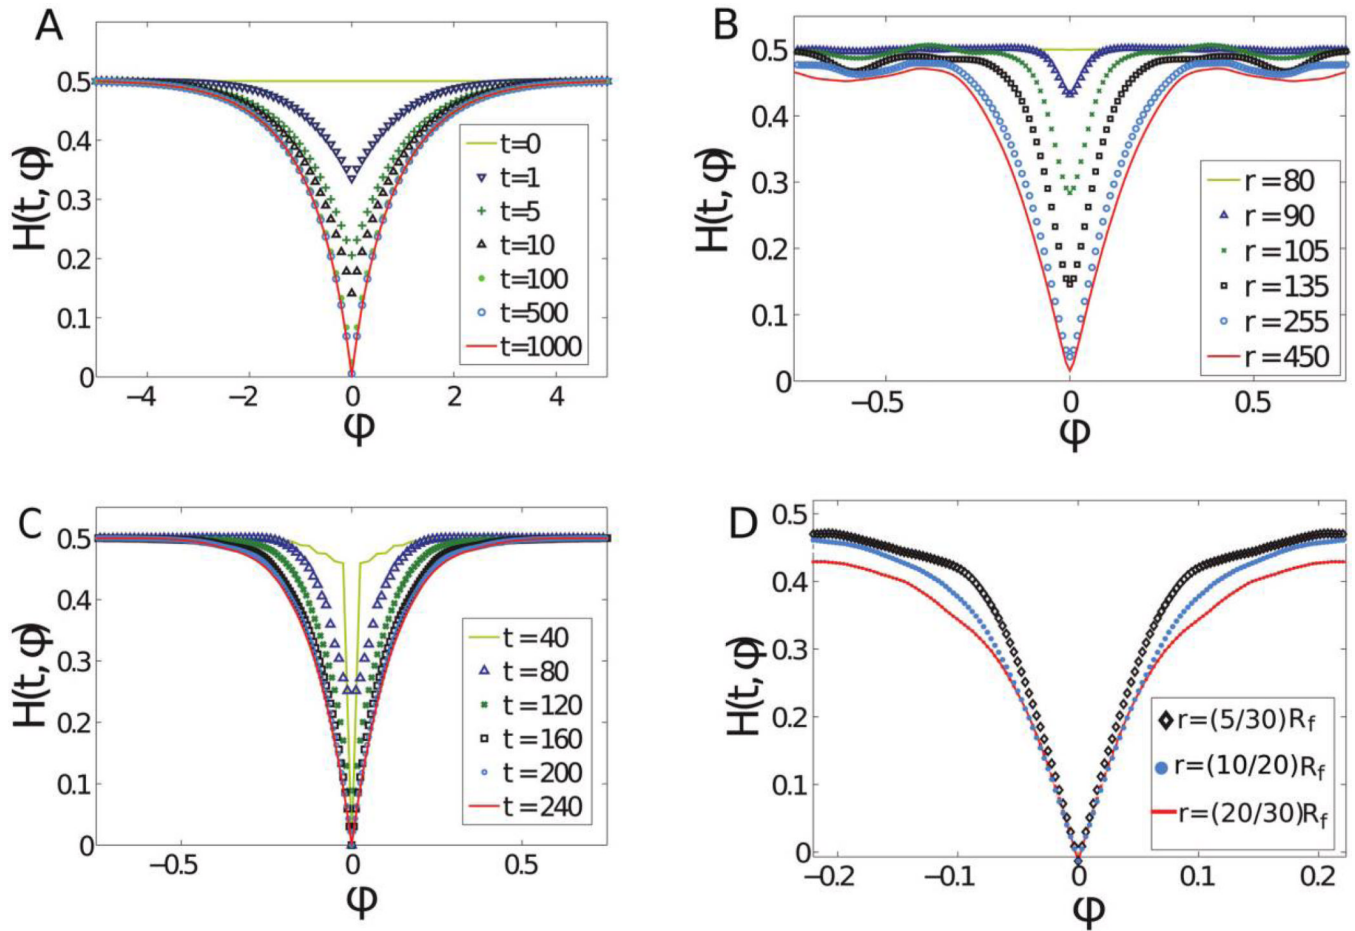 A
H(t, φ)
0.5
0.4
0.3
0.2
0.1
0
−4
−2
0
2
4
φ
t=0
t=1
t=5
t=10
t=100
t=500
t=1000
B
H(t, φ)
0.5
0.4
0.3
0.2
0.1
0
−0.5
0
0.5
φ
r=80
r=90
r=105
r=135
r=255
r=450
C
H(t, φ)
0.5
0.4
0.3
0.2
0.1
0
−0.5
0
0.5
φ
t=40
t=80
t=120
t=160
t=200
t=240
D
H(t, φ)
0.5
0.4
0.3
0.2
0.1
0
−0.2
−0.1
0
0.1
0.2
φ
r=(5/30)R_f
r=(10/20)R_f
r=(20/30)R_f